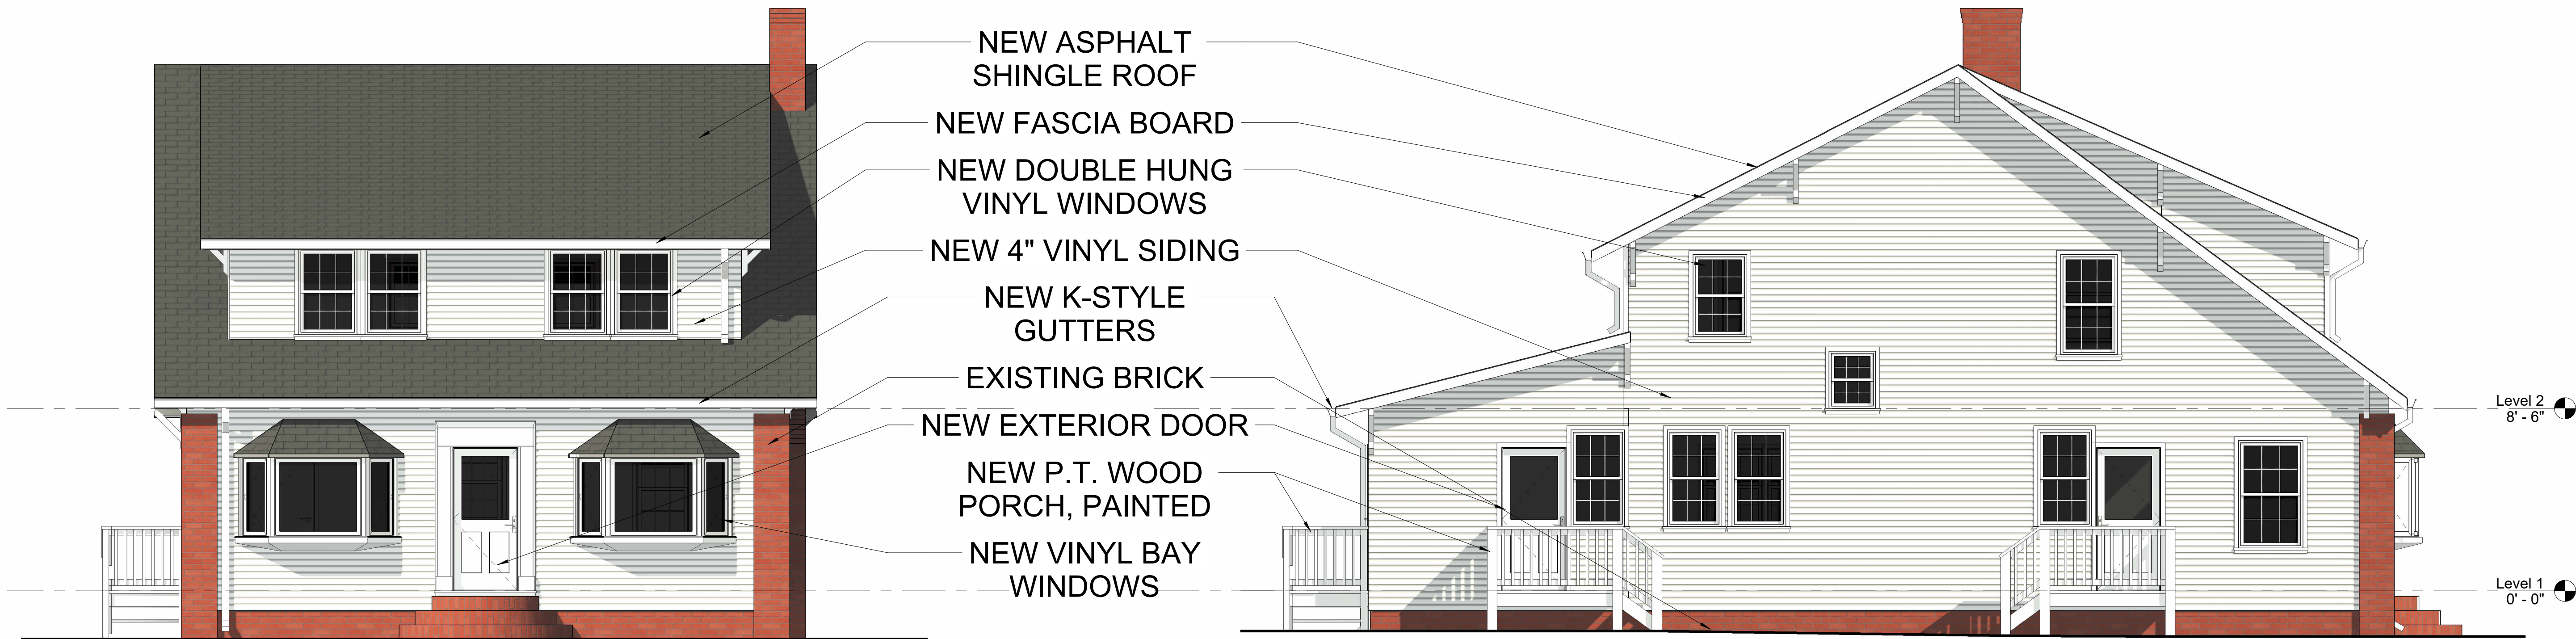 NEW ASPHALT
SHINGLE ROOF
NEW FASCIA BOARD
NEW DOUBLE HUNG
VINYL WINDOWS
NEW 4" VINYL SIDING
NEW K-STYLE
GUTTERS
EXISTING BRICK
NEW EXTERIOR DOOR
NEW P.T. WOOD
PORCH, PAINTED
NEW VINYL BAY
WINDOWS
Level 2
8' - 6"
Level 1
0' - 0"